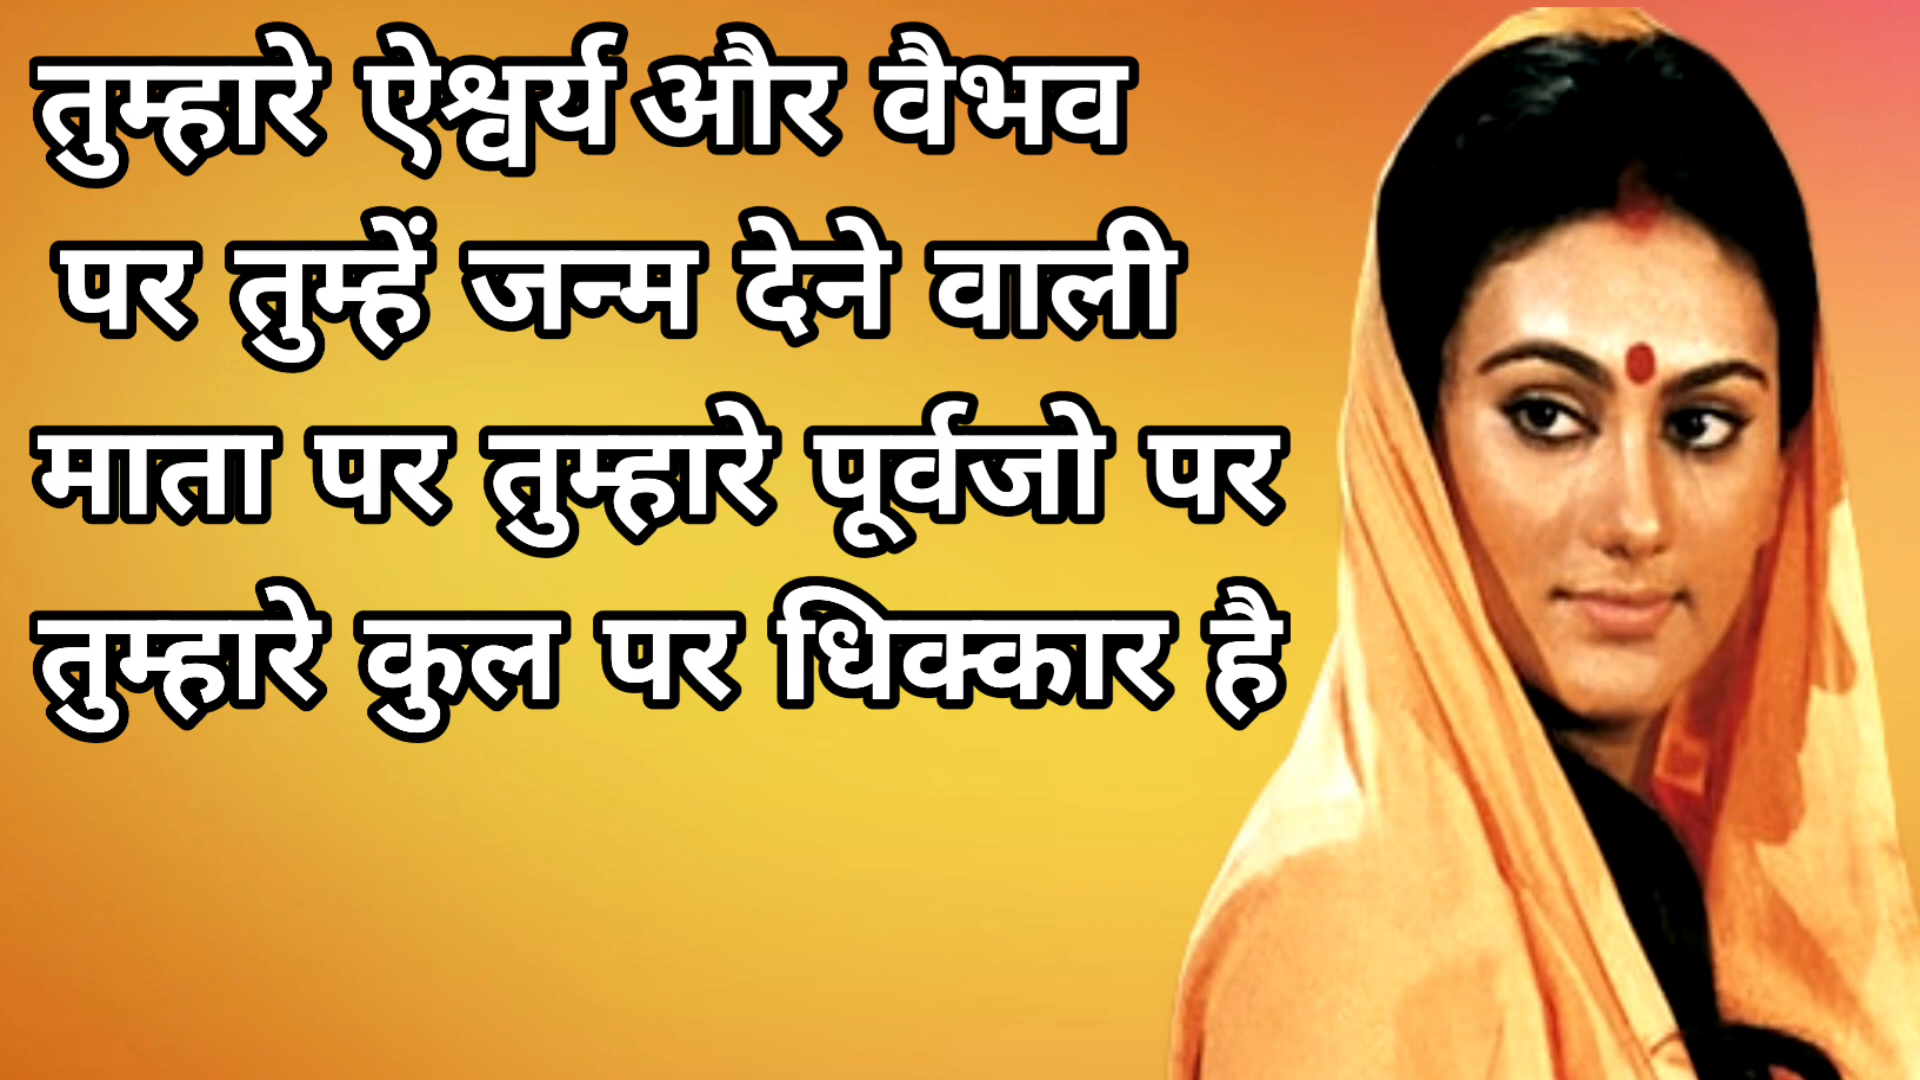 तुम्हारे ऐश्वर्य और वैभव
पर तुम्हें जन्म देने वाली
माता पर तुम्हारे पूर्वजो पर
तुम्हारे कुल पर धिक्कार है